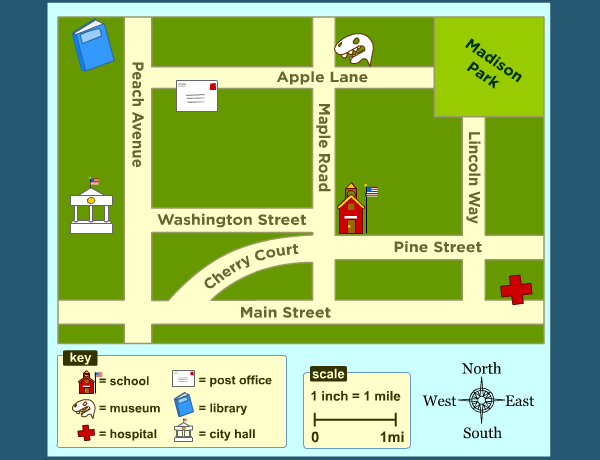 Madison
Park
Apple Lane
Peach Avenue
Maple Road
Lincoln Way
Washington Street
Pine Street
Cherry Court
Main Street
key
= school
= post office
= museum
= library
= hospital
= city hall
scale
1 inch = 1 mile
0 1mi
North
West East
South